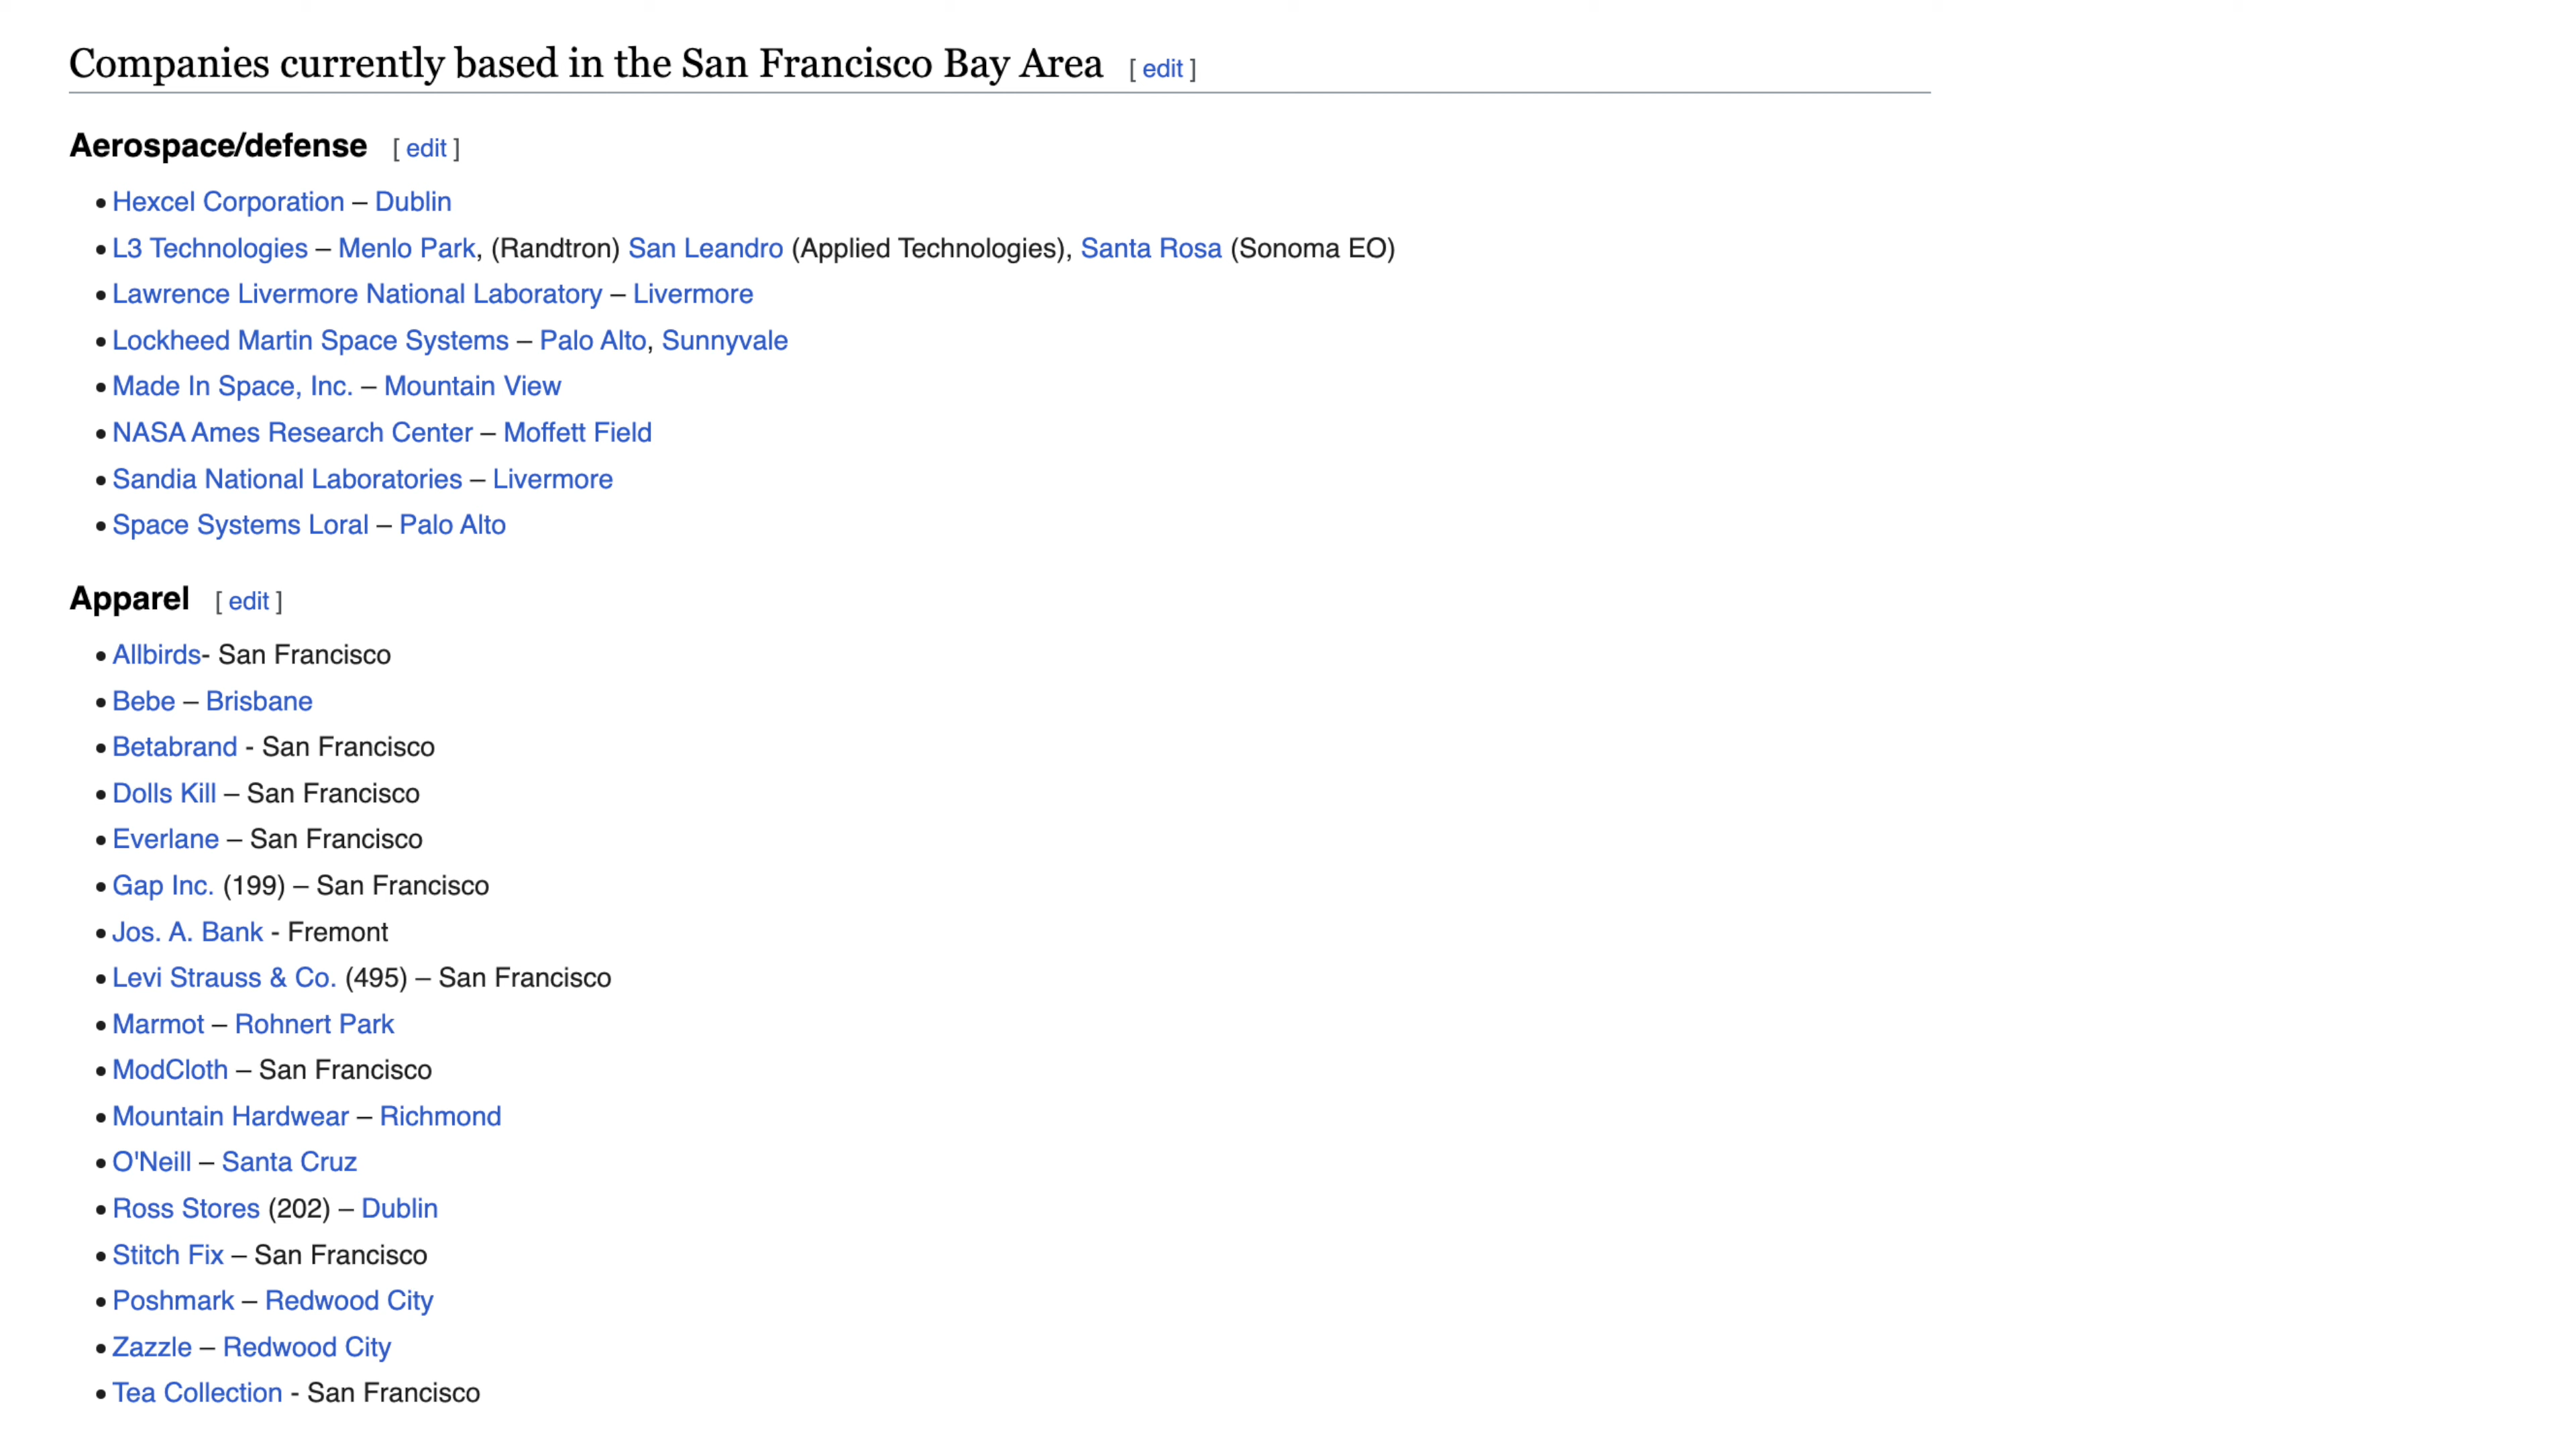 Companies currently based in the San Francisco Bay Area [ edit ]
Aerospace/defense [ edit ]
• Hexcel Corporation – Dublin
• L3 Technologies – Menlo Park, (Randtron) San Leandro (Applied Technologies), Santa Rosa (Sonoma EO)
• Lawrence Livermore National Laboratory – Livermore
• Lockheed Martin Space Systems – Palo Alto, Sunnyvale
• Made In Space, Inc. – Mountain View
• NASA Ames Research Center – Moffett Field
• Sandia National Laboratories – Livermore
• Space Systems Loral – Palo Alto
Apparel [ edit ]
• Allbirds- San Francisco
• Bebe – Brisbane
• Betabrand - San Francisco
• Dolls Kill – San Francisco
• Everlane – San Francisco
• Gap Inc. (199) – San Francisco
• Jos. A. Bank - Fremont
• Levi Strauss & Co. (495) – San Francisco
• Marmot – Rohnert Park
• ModCloth – San Francisco
• Mountain Hardwear – Richmond
• O'Neill – Santa Cruz
• Ross Stores (202) – Dublin
• Stitch Fix – San Francisco
• Poshmark – Redwood City
• Zazzle – Redwood City
• Tea Collection - San Francisco